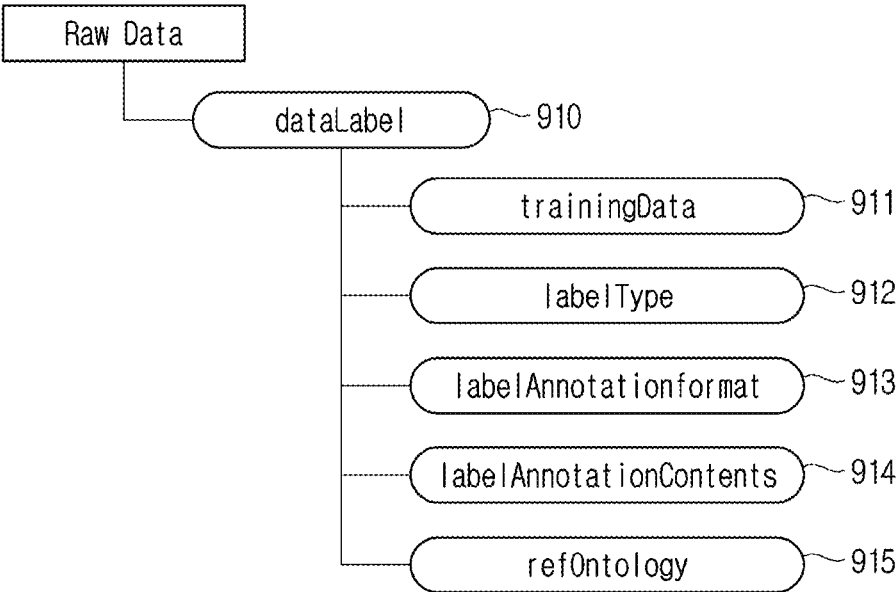 Raw Data
dataLabel 910
trainingData 911
labelType 912
labelAnnotationformat 913
labelAnnotationContents 914
refOntology 915